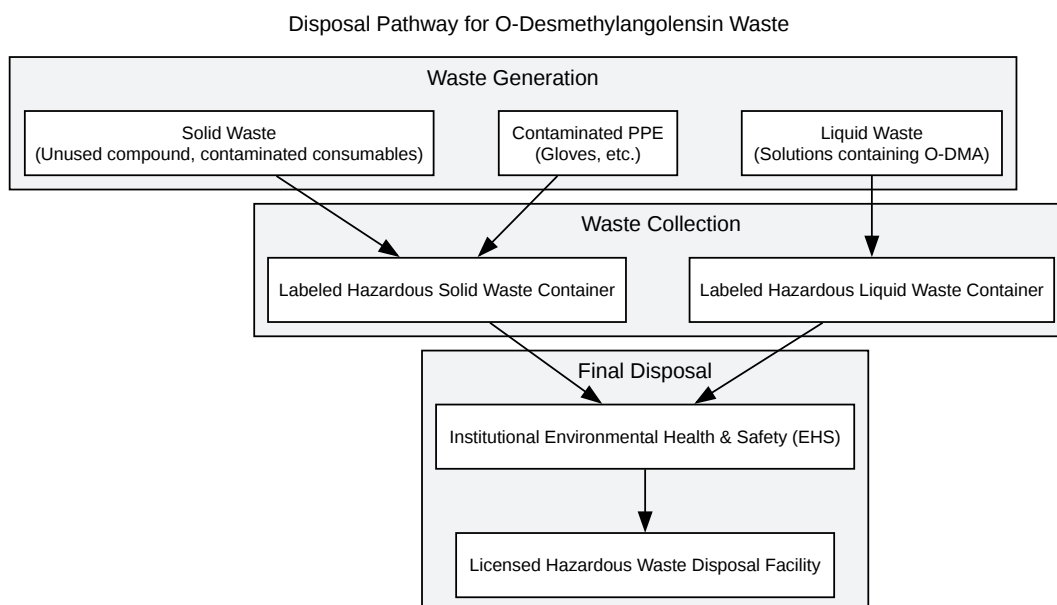 Disposal Pathway for O-Desmethylangolensin Waste
Waste Generation
Solid Waste
(Unused compound, contaminated consumables)
Contaminated PPE
(Gloves, etc.)
Liquid Waste
(Solutions containing O-DMA)
Waste Collection
Labeled Hazardous Solid Waste Container
Labeled Hazardous Liquid Waste Container
Final Disposal
Institutional Environmental Health & Safety (EHS)
Licensed Hazardous Waste Disposal Facility